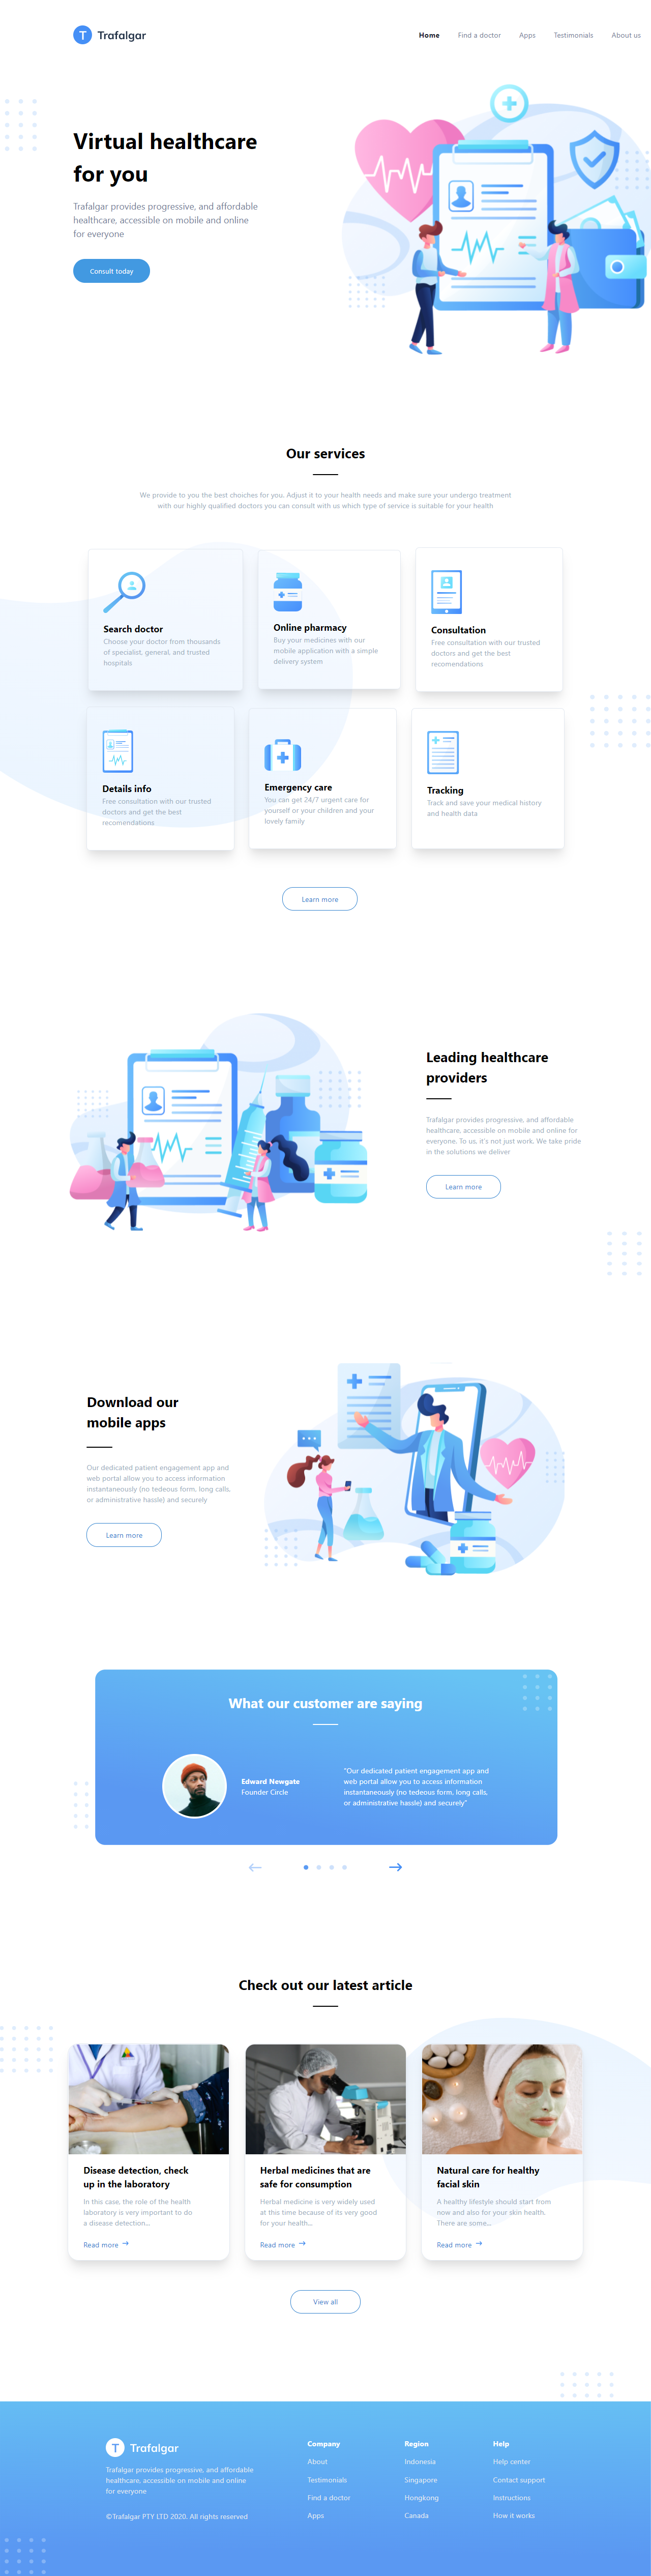 T Trafalgar
Home Find a doctor Apps Testimonials About us
Virtual healthcare
for you
Trafalgar provides progressive, and affordable
healthcare, accessible on mobile and online
for everyone
Consult today
Our services
We provide to you the best choiches for you. Adjust it to your health needs and make sure your undergo treatment
with our highly qualified doctors you can consult with us which type of service is suitable for your health
Search doctor
Choose your doctor from thousands
of specialist, general, and trusted
hospitals
Online pharmacy
Buy your medicines with our
mobile application with a simple
delivery system
Consultation
Free consultation with our trusted
doctors and get the best
recomendations
Details info
Free consultation with our trusted
doctors and get the best
recomendations
Emergency care
You can get 24/7 urgent care for
yourself or your children and your
lovely family
Tracking
Track and save your medical history
and health data
Learn more
Leading healthcare
providers
Trafalgar provides progressive, and affordable
healthcare, accessible on mobile and online for
everyone. To us, it's not just work. We take pride
in the solutions we deliver
Learn more
Download our
mobile apps
Our dedicated patient engagement app and
web portal allow you to access information
instantaneously (no tedeous form, long calls,
or administrative hassle) and securely
Learn more
What our customer are saying
Edward Newgate
Founder Circle
"Our dedicated patient engagement app and
web portal allow you to access information
instantaneously (no tedeous form, long calls,
or administrative hassle) and securely"
Check out our latest article
Disease detection, check
up in the laboratory
In this case, the role of the health
laboratory is very important to do
a disease detection...
Read more
Herbal medicines that are
safe for consumption
Herbal medicine is very widely used
at this time because of its very good
for your health...
Read more
Natural care for healthy
facial skin
A healthy lifestyle should start from
now and also for your skin health.
There are some...
Read more
View all
T Trafalgar
Trafalgar provides progressive, and affordable
healthcare, accessible on mobile and online
for everyone
©Trafalgar PTY LTD 2020. All rights reserved
Company
About
Testimonials
Find a doctor
Apps
Region
Indonesia
Singapore
Hongkong
Canada
Help
Help center
Contact support
Instructions
How it works